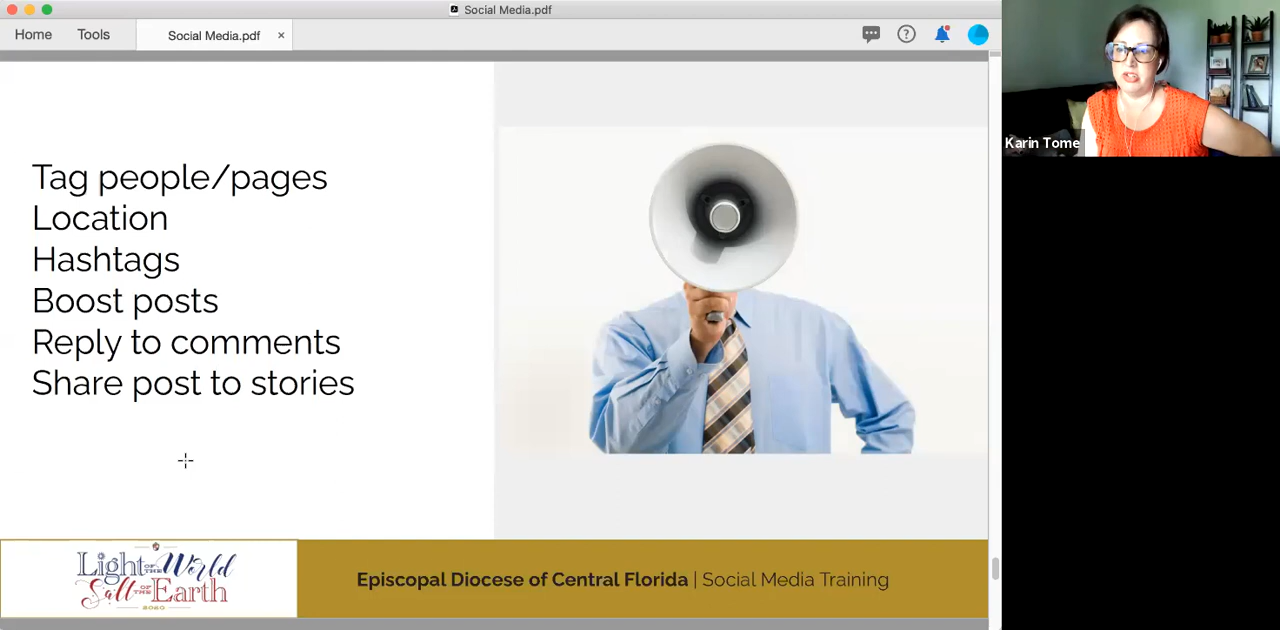 Social Media.pdf
Home
Tools
Social Media.pdf ×
Karin Tome
Tag people/pages
Location
Hashtags
Boost posts
Reply to comments
Share post to stories
Light OF THE World
Salt OF THE Earth
2020
Episcopal Diocese of Central Florida | Social Media Training